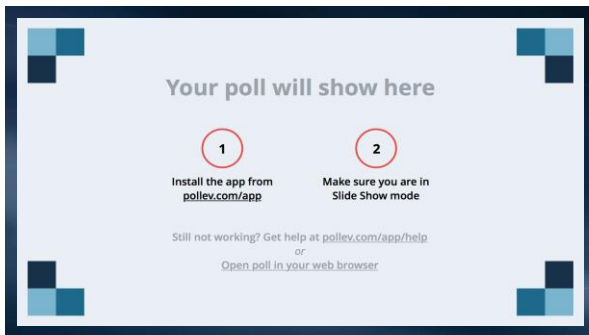 Your poll will show here
1
2
Install the app from
pollev.com/app
Make sure you are in
Slide Show mode
Still not working? Get help at pollev.com/app/help
or
Open poll in your web browser